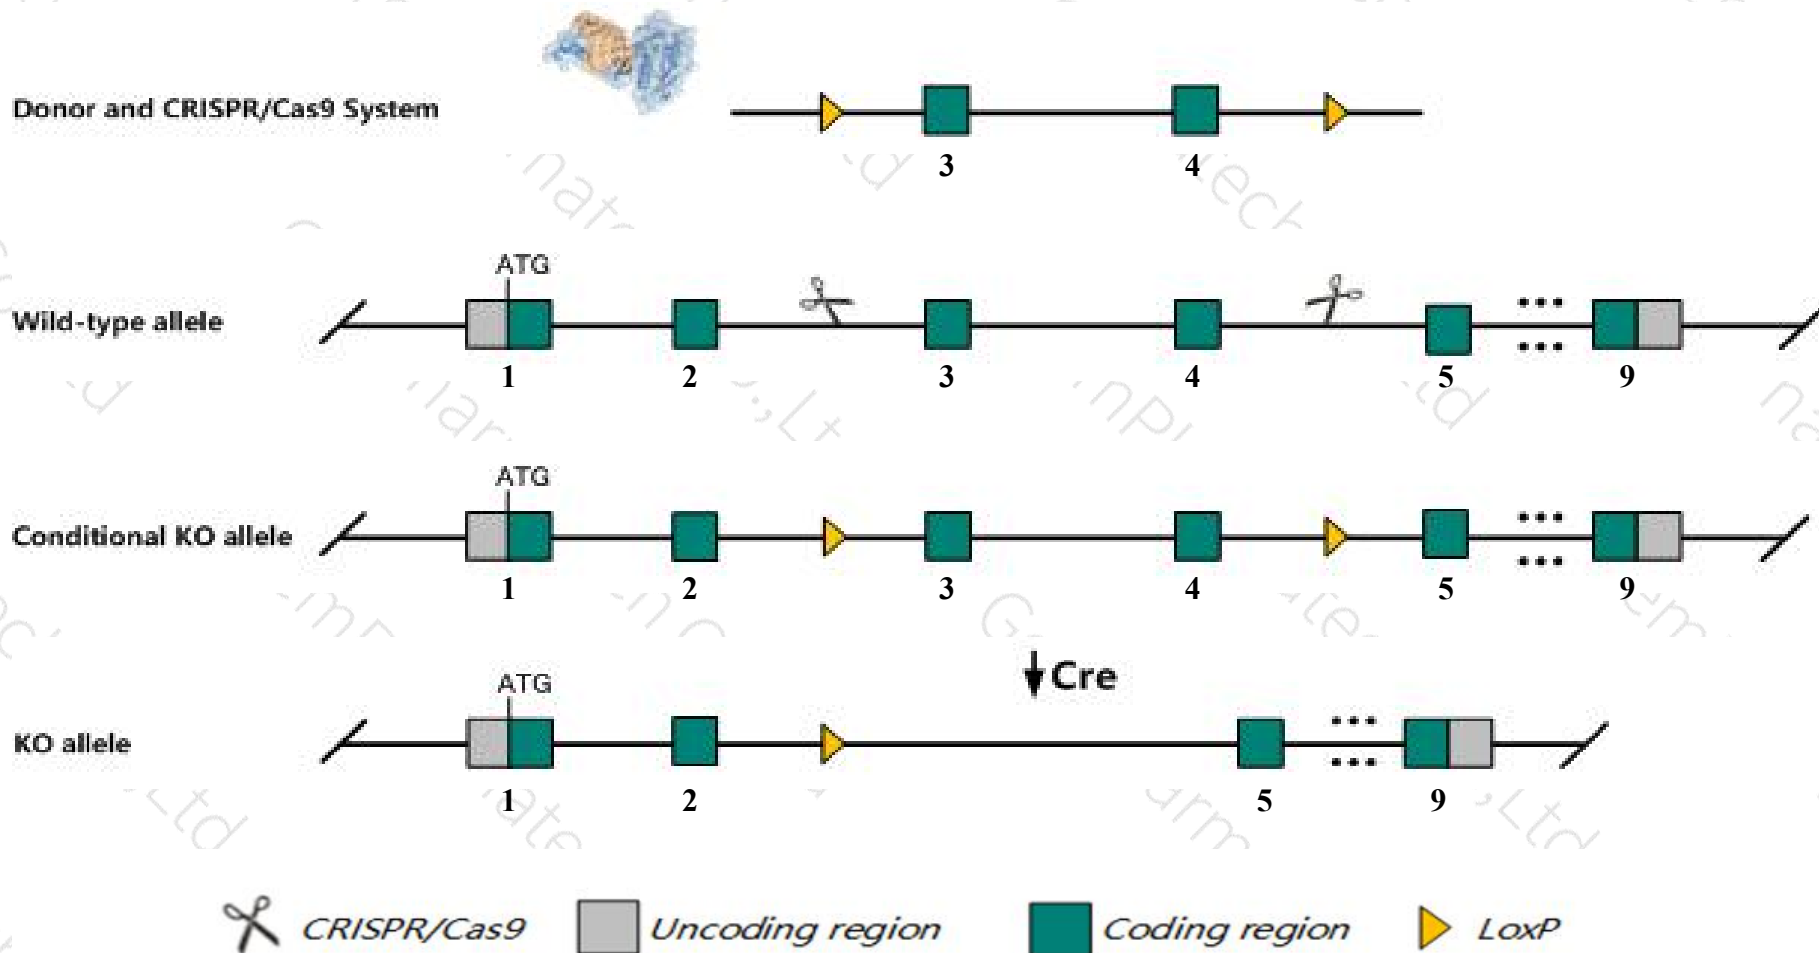 Donor and CRISPR/Cas9 System
3 4
ATG
Wild-type allele
1 2 3 4 5 9
ATG
Conditional KO allele
1 2 3 4 5 9
Cre
ATG
KO allele
1 2 5 9
CRISPR/Cas9 Uncoding region Coding region LoxP